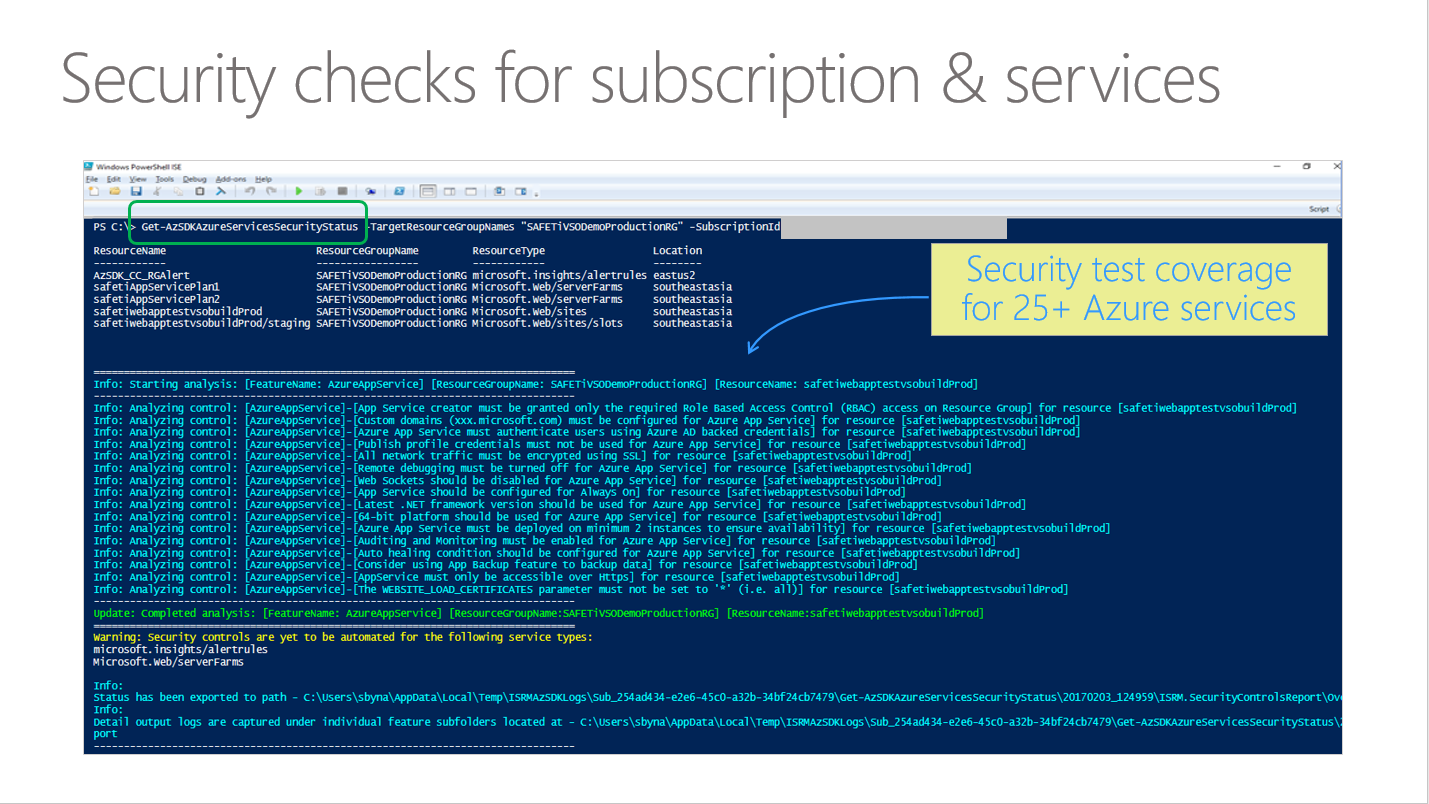 Security checks for subscription & services
Windows PowerShell ISE
File Edit View Tools Debug Add-ons Help
Script
PS C:\> Get-AzSDKAzureServicesSecurityStatus -TargetResourceGroupNames "SAFETiVSODemoProductionRG" -SubscriptionId
ResourceName ResourceGroupName ResourceType Location
------------ ----------------- ------------ --------
AzSDK_CC_RGAlert SAFETiVSODemoProductionRG microsoft.insights/alertrules eastus2
safetiAppServicePlan1 SAFETiVSODemoProductionRG Microsoft.Web/serverFarms southeastasia
safetiAppServicePlan2 SAFETiVSODemoProductionRG Microsoft.Web/serverFarms southeastasia
safetiwebapptestvsobuildProd SAFETiVSODemoProductionRG Microsoft.Web/sites southeastasia
safetiwebapptestvsobuildProd/staging SAFETiVSODemoProductionRG Microsoft.Web/sites/slots southeastasia
Security test coverage
for 25+ Azure services
================================================================================
Info: Starting analysis: [FeatureName: AzureAppService] [ResourceGroupName: SAFETiVSODemoProductionRG] [ResourceName: safetiwebapptestvsobuildProd]
--------------------------------------------------------------------------------
Info: Analyzing control: [AzureAppService]-[App Service creator must be granted only the required Role Based Access Control (RBAC) access on Resource Group] for resource [safetiwebapptestvsobuildProd]
Info: Analyzing control: [AzureAppService]-[Custom domains (xxx.microsoft.com) must be configured for Azure App Service] for resource [safetiwebapptestvsobuildProd]
Info: Analyzing control: [AzureAppService]-[Azure App Service must authenticate users using Azure AD backed credentials] for resource [safetiwebapptestvsobuildProd]
Info: Analyzing control: [AzureAppService]-[Publish profile credentials must not be used for Azure App Service] for resource [safetiwebapptestvsobuildProd]
Info: Analyzing control: [AzureAppService]-[All network traffic must be encrypted using SSL] for resource [safetiwebapptestvsobuildProd]
Info: Analyzing control: [AzureAppService]-[Remote debugging must be turned off for Azure App Service] for resource [safetiwebapptestvsobuildProd]
Info: Analyzing control: [AzureAppService]-[Web Sockets should be disabled for Azure App Service] for resource [safetiwebapptestvsobuildProd]
Info: Analyzing control: [AzureAppService]-[App Service should be configured for Always On] for resource [safetiwebapptestvsobuildProd]
Info: Analyzing control: [AzureAppService]-[Latest .NET framework version should be used for Azure App Service] for resource [safetiwebapptestvsobuildProd]
Info: Analyzing control: [AzureAppService]-[64-bit platform should be used for Azure App Service] for resource [safetiwebapptestvsobuildProd]
Info: Analyzing control: [AzureAppService]-[Azure App Service must be deployed on minimum 2 instances to ensure availability] for resource [safetiwebapptestvsobuildProd]
Info: Analyzing control: [AzureAppService]-[Auditing and Monitoring must be enabled for Azure App Service] for resource [safetiwebapptestvsobuildProd]
Info: Analyzing control: [AzureAppService]-[Auto healing condition should be configured for Azure App Service] for resource [safetiwebapptestvsobuildProd]
Info: Analyzing control: [AzureAppService]-[Consider using App Backup feature to backup data] for resource [safetiwebapptestvsobuildProd]
Info: Analyzing control: [AzureAppService]-[AppService must only be accessible over Https] for resource [safetiwebapptestvsobuildProd]
Info: Analyzing control: [AzureAppService]-[The WEBSITE_LOAD_CERTIFICATES parameter must not be set to '*' (i.e. all)] for resource [safetiwebapptestvsobuildProd]
--------------------------------------------------------------------------------
Update: Completed analysis: [FeatureName: AzureAppService] [ResourceGroupName:SAFETiVSODemoProductionRG] [ResourceName:safetiwebapptestvsobuildProd]
================================================================================
Warning: Security controls are yet to be automated for the following service types:
microsoft.insights/alertrules
Microsoft.Web/serverFarms
Info:
Status has been exported to path - C:\Users\sbyna\AppData\Local\Temp\ISRMAzSDKLogs\Sub_254ad434-e2e6-45c0-a32b-34bf24cb7479\Get-AzSDKAzureServicesSecurityStatus\20170203_124959\ISRM.SecurityControlsReport\Ove
Info:
Detail output logs are captured under individual feature subfolders located at - C:\Users\sbyna\AppData\Local\Temp\ISRMAzSDKLogs\Sub_254ad434-e2e6-45c0-a32b-34bf24cb7479\Get-AzSDKAzureServicesSecurityStatus\2
port
--------------------------------------------------------------------------------